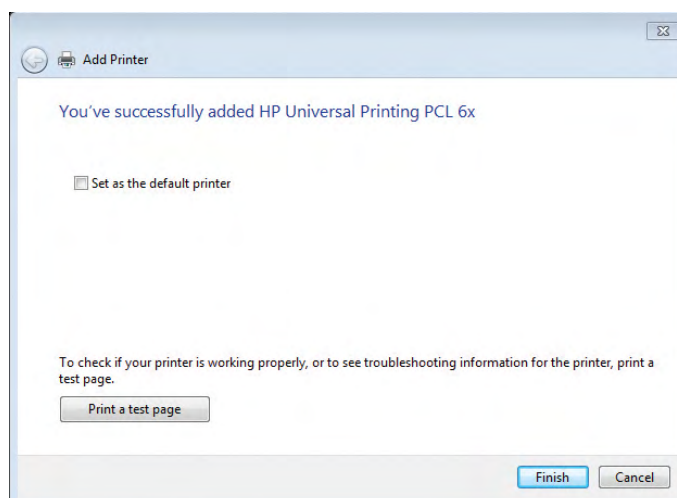 Add Printer
You've successfully added HP Universal Printing PCL 6x
Set as the default printer
To check if your printer is working properly, or to see troubleshooting information for the printer, print a
test page.
Print a test page
Finish Cancel